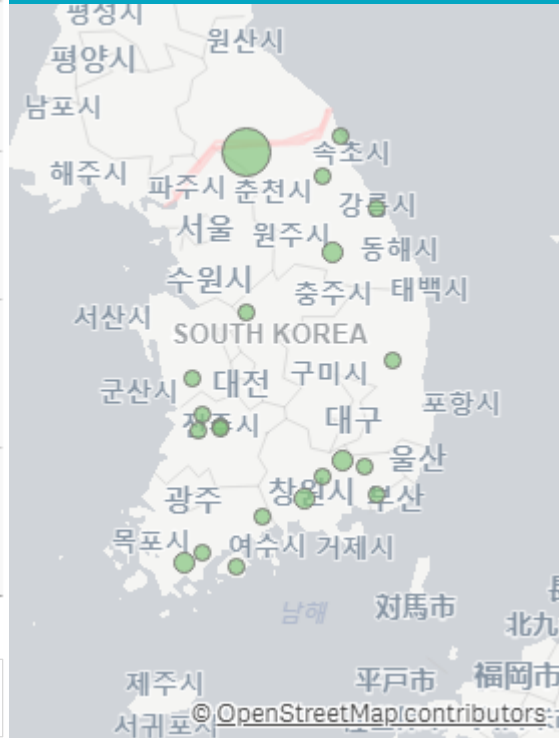 평성시
원산시
평양시
남포시
해주시
속초시
파주시
춘천시
강릉시
서울
원주시
동해시
수원시
충주시
태백시
서산시
SOUTH KOREA
군산시
대전
구미시
전주시
대구
포항시
울산
창원시
부산
광주
목포시
여수시
거제시
남해
対馬市
北九
제주시
平戸市
福岡市
서귀포시
© OpenStreetMap contributors